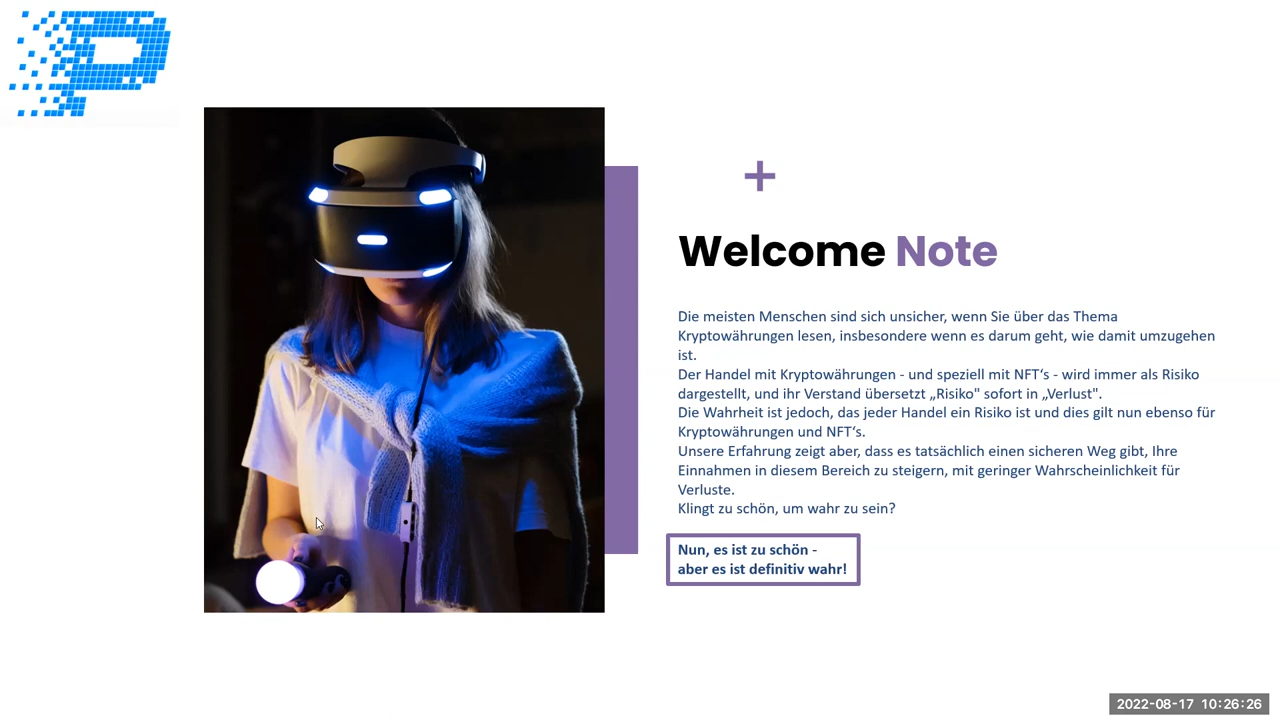 Welcome Note
Die meisten Menschen sind sich unsicher, wenn Sie über das Thema
Kryptowährungen lesen, insbesondere wenn es darum geht, wie damit umzugehen
ist.
Der Handel mit Kryptowährungen - und speziell mit NFT‘s - wird immer als Risiko
dargestellt, und ihr Verstand übersetzt „Risiko" sofort in „Verlust".
Die Wahrheit ist jedoch, das jeder Handel ein Risiko ist und dies gilt nun ebenso für
Kryptowährungen und NFT‘s.
Unsere Erfahrung zeigt aber, dass es tatsächlich einen sicheren Weg gibt, Ihre
Einnahmen in diesem Bereich zu steigern, mit geringer Wahrscheinlichkeit für
Verluste.
Klingt zu schön, um wahr zu sein?
Nun, es ist zu schön -
aber es ist definitiv wahr!
2022-08-17 10:26:26